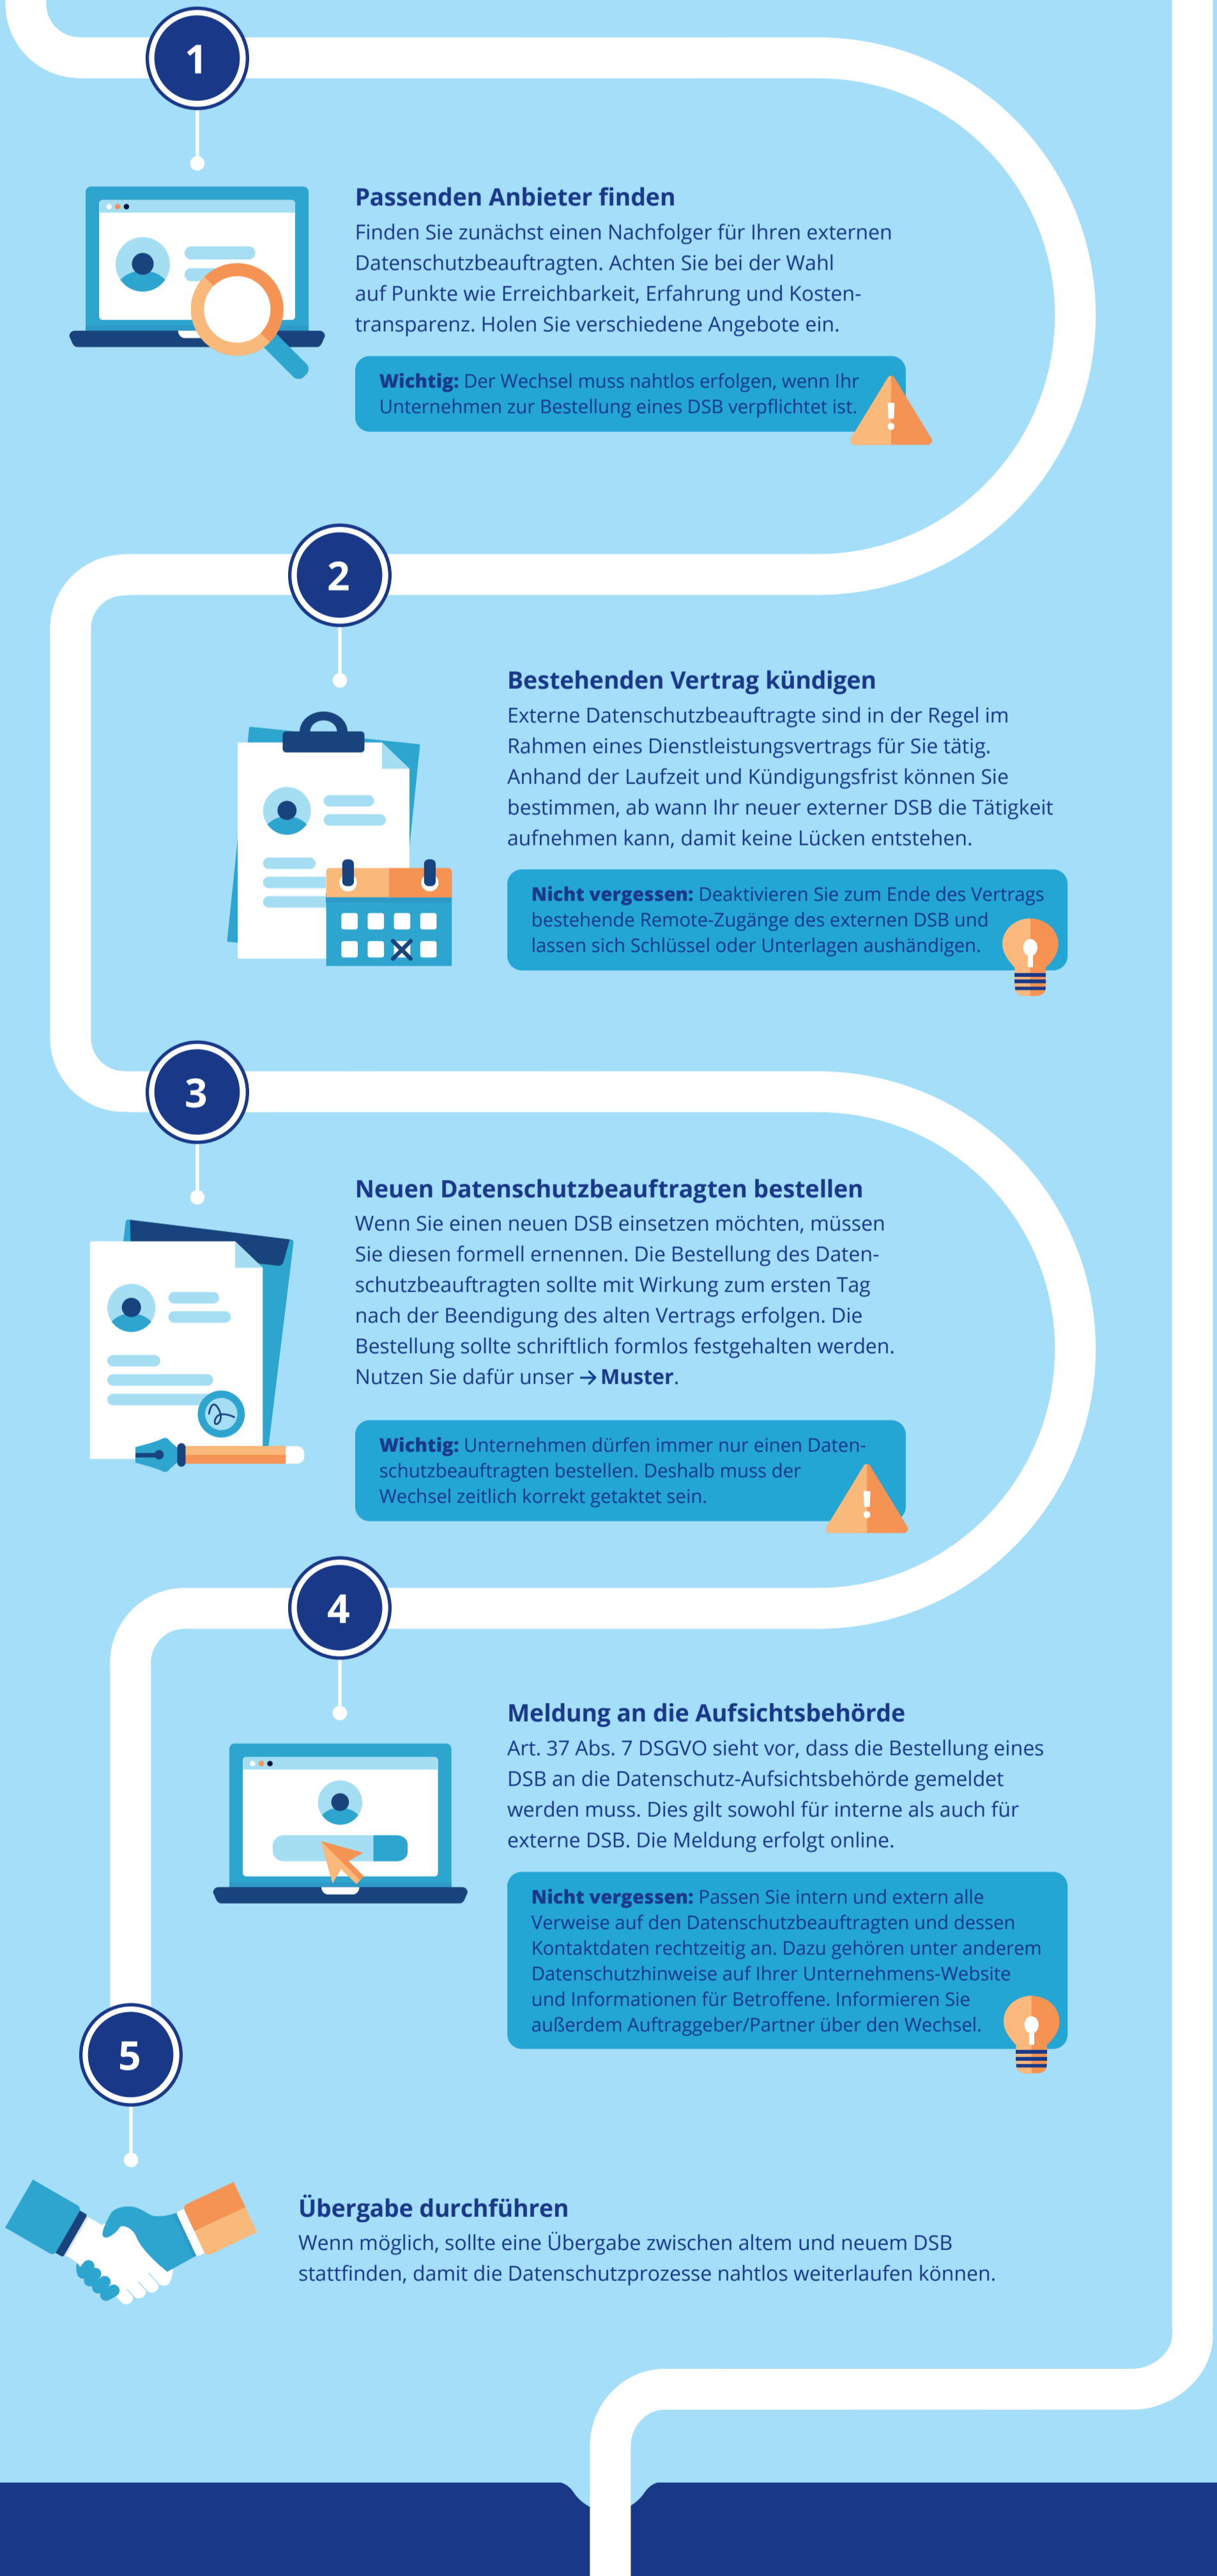 1
Passenden Anbieter finden
Finden Sie zunächst einen Nachfolger für Ihren externen
Datenschutzbeauftragten. Achten Sie bei der Wahl
auf Punkte wie Erreichbarkeit, Erfahrung und Kosten-
transparenz. Holen Sie verschiedene Angebote ein.
Wichtig: Der Wechsel muss nahtlos erfolgen, wenn Ihr
Unternehmen zur Bestellung eines DSB verpflichtet ist.
!
2
Bestehenden Vertrag kündigen
Externe Datenschutzbeauftragte sind in der Regel im
Rahmen eines Dienstleistungsvertrags für Sie tätig.
Anhand der Laufzeit und Kündigungsfrist können Sie
bestimmen, ab wann Ihr neuer externer DSB die Tätigkeit
aufnehmen kann, damit keine Lücken entstehen.
Nicht vergessen: Deaktivieren Sie zum Ende des Vertrags
bestehende Remote-Zugänge des externen DSB und
lassen sich Schlüssel oder Unterlagen aushändigen.
3
Neuen Datenschutzbeauftragten bestellen
Wenn Sie einen neuen DSB einsetzen möchten, müssen
Sie diesen formell ernennen. Die Bestellung des Daten-
schutzbeauftragten sollte mit Wirkung zum ersten Tag
nach der Beendigung des alten Vertrags erfolgen. Die
Bestellung sollte schriftlich formlos festgehalten werden.
Nutzen Sie dafür unser → Muster.
Wichtig: Unternehmen dürfen immer nur einen Daten-
schutzbeauftragten bestellen. Deshalb muss der
Wechsel zeitlich korrekt getaktet sein.
!
4
Meldung an die Aufsichtsbehörde
Art. 37 Abs. 7 DSGVO sieht vor, dass die Bestellung eines
DSB an die Datenschutz-Aufsichtsbehörde gemeldet
werden muss. Dies gilt sowohl für interne als auch für
externe DSB. Die Meldung erfolgt online.
Nicht vergessen: Passen Sie intern und extern alle
Verweise auf den Datenschutzbeauftragten und dessen
Kontaktdaten rechtzeitig an. Dazu gehören unter anderem
Datenschutzhinweise auf Ihrer Unternehmens-Website
und Informationen für Betroffene. Informieren Sie
außerdem Auftraggeber/Partner über den Wechsel.
5
Übergabe durchführen
Wenn möglich, sollte eine Übergabe zwischen altem und neuem DSB
stattfinden, damit die Datenschutzprozesse nahtlos weiterlaufen können.